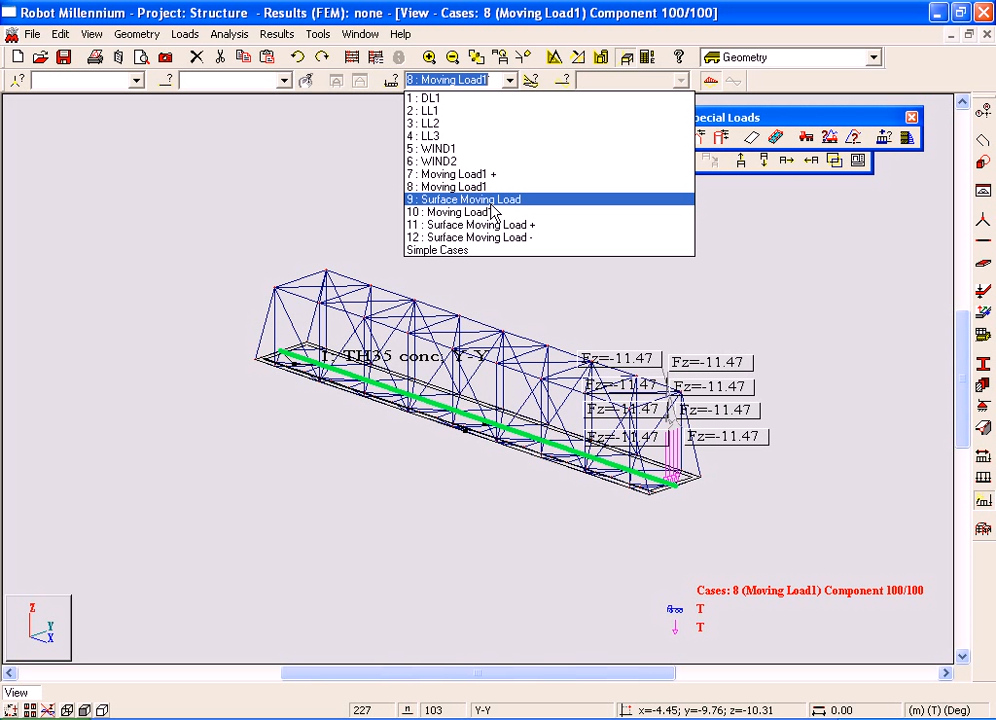 Robot Millennium - Project: Structure - Results (FEM): none - [View - Cases: 8 (Moving Load1) Component 100/100]
File Edit View Geometry Loads Analysis Results Tools Window Help
Geometry
8 : Moving Load1
1 : DL1
2 : LL1
3 : LL2
4 : LL3
5 : WIND1
6 : WIND2
7 : Moving Load1 +
8 : Moving Load1
9 : Surface Moving Load
10 : Moving Load1
11 : Surface Moving Load +
12 : Surface Moving Load -
Simple Cases
pecial Loads
1, TH35 conc, Y-Y
Fz=-11.47 Fz=-11.47
Fz=-11.47 Fz=-11.47
Fz=-11.47 Fz=-11.47
Fz=-11.47 Fz=-11.47
Cases: 8 (Moving Load1) Component 100/100
T
T
Z
Y
X
View
227 103 Y-Y x=-4.45; y=-9.76; z=-10.31 0.00 (m) (T) (Deg)